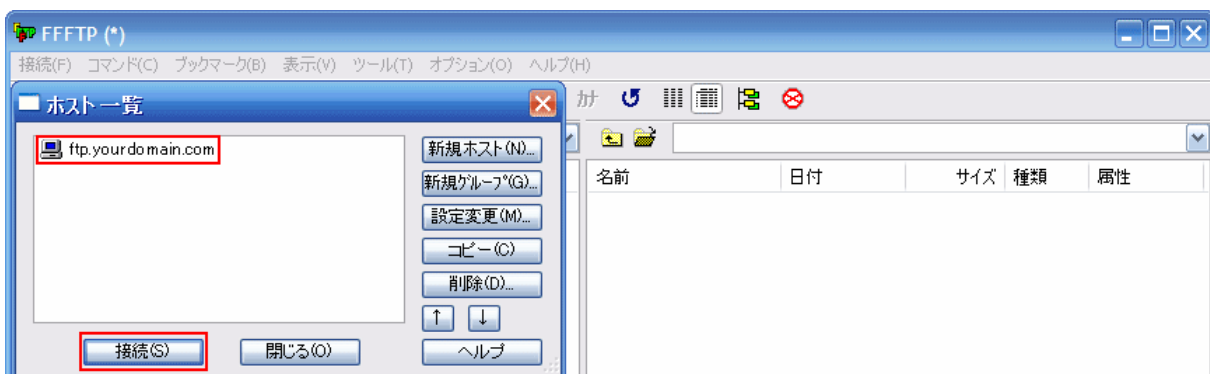 FFFTP (*)
接続(F) コマンド(C) ブックマーク(B) 表示(V) ツール(T) オプション(O) ヘルプ(H)
ホスト一覧
カナ
ftp.yourdomain.com
新規ホスト(N)...
新規グループ(G)...
設定変更(M)...
コピー(C)
削除(D)...
↑ ↓
接続(S) 閉じる(O) ヘルプ
名前 日付 サイズ 種類 属性